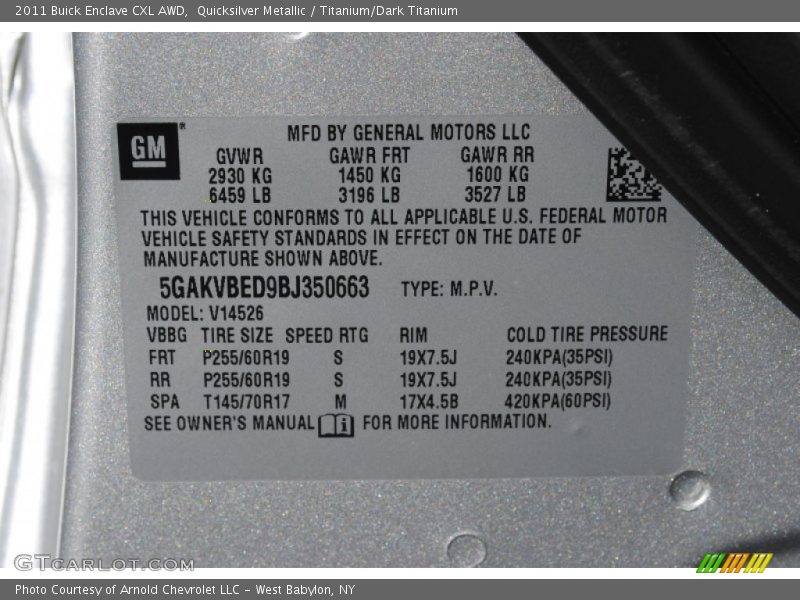 2011 Buick Enclave CXL AWD,  Quicksilver Metallic / Titanium/Dark Titanium
GM
MFD BY GENERAL MOTORS LLC
GVWR GAWR FRT GAWR RR
2930 KG 1450 KG 1600 KG
6459 LB 3196 LB 3527 LB
THIS VEHICLE CONFORMS TO ALL APPLICABLE U.S. FEDERAL MOTOR
VEHICLE SAFETY STANDARDS IN EFFECT ON THE DATE OF
MANUFACTURE SHOWN ABOVE.
5GAKVBED9BJ350663 TYPE: M.P.V.
MODEL: V14526
VBBG TIRE SIZE SPEED RTG RIM COLD TIRE PRESSURE
FRT P255/60R19 S 19X7.5J 240KPA(35PSI)
RR P255/60R19 S 19X7.5J 240KPA(35PSI)
SPA T145/70R17 M 17X4.5B 420KPA(60PSI)
SEE OWNER'S MANUAL i FOR MORE INFORMATION.
GTCARLOT.COM
Photo Courtesy of Arnold Chevrolet LLC - West Babylon, NY